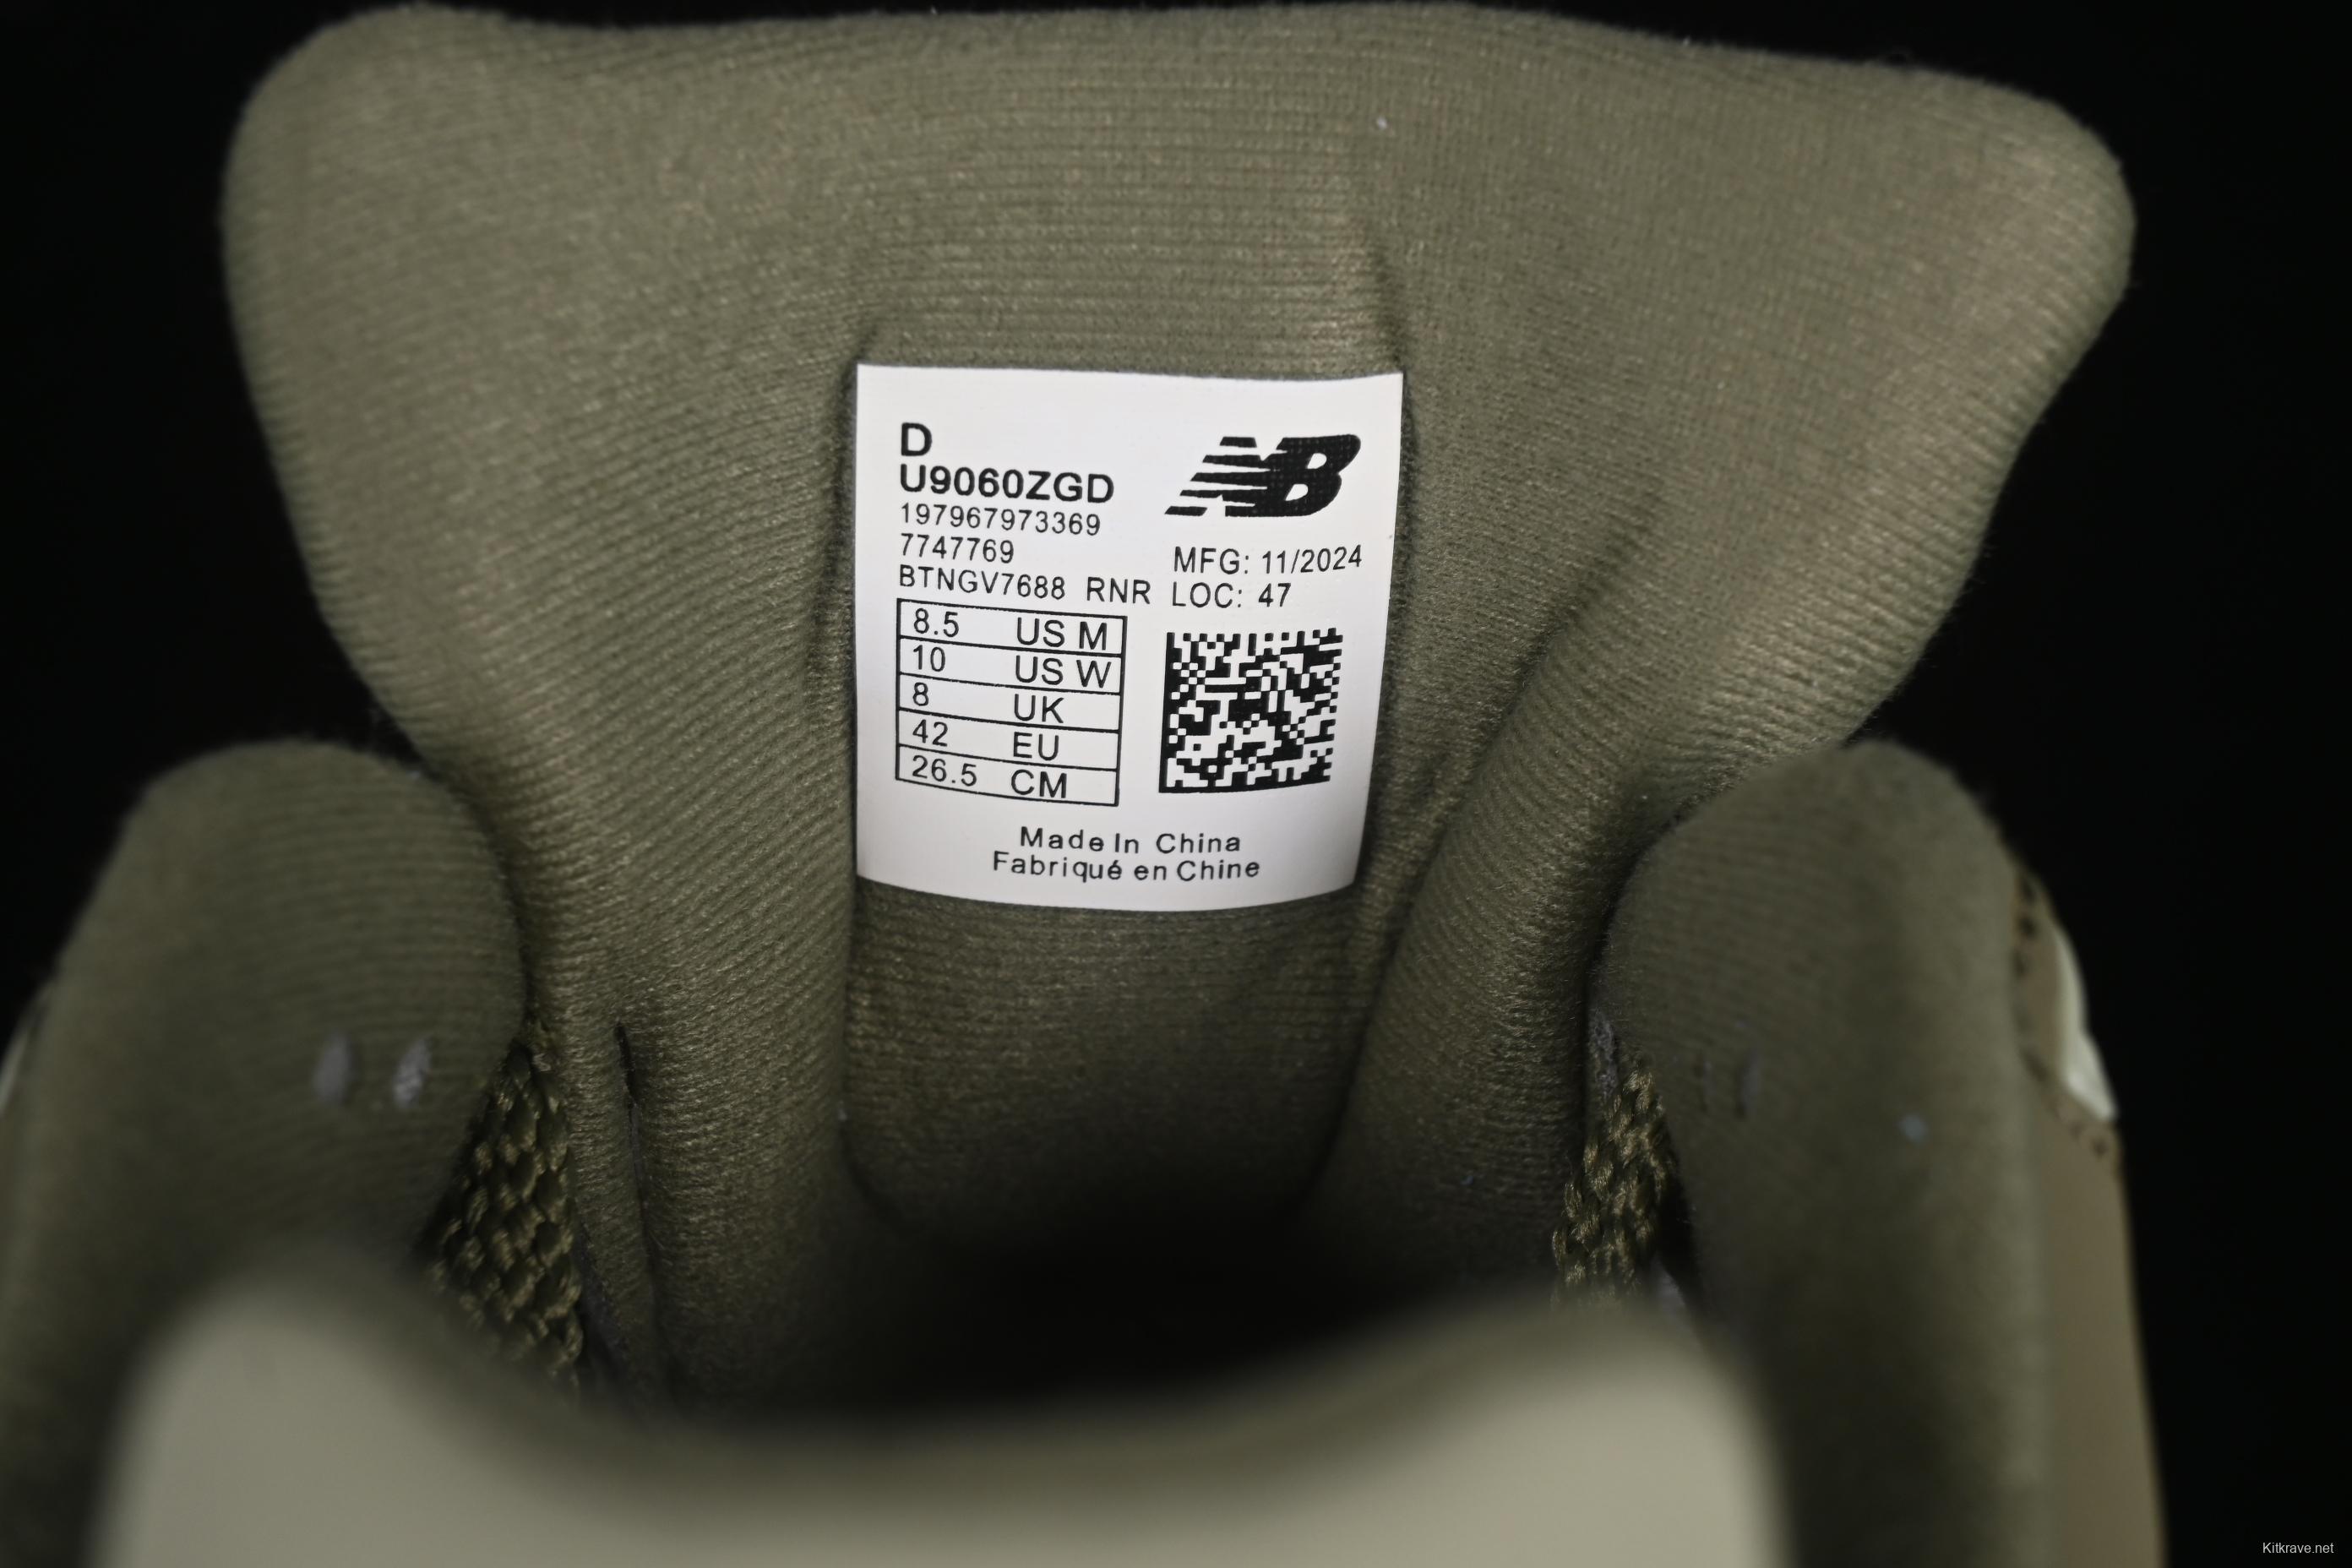 D
U9060ZGD
197967973369
7747769
BTNGV7688 RNR
NB
MFG: 11/2024
LOC: 47
8.5 US M
10 US W
8 UK
42 EU
26.5 CM
Made In China
Fabriqué en Chine
Kitkrave.net